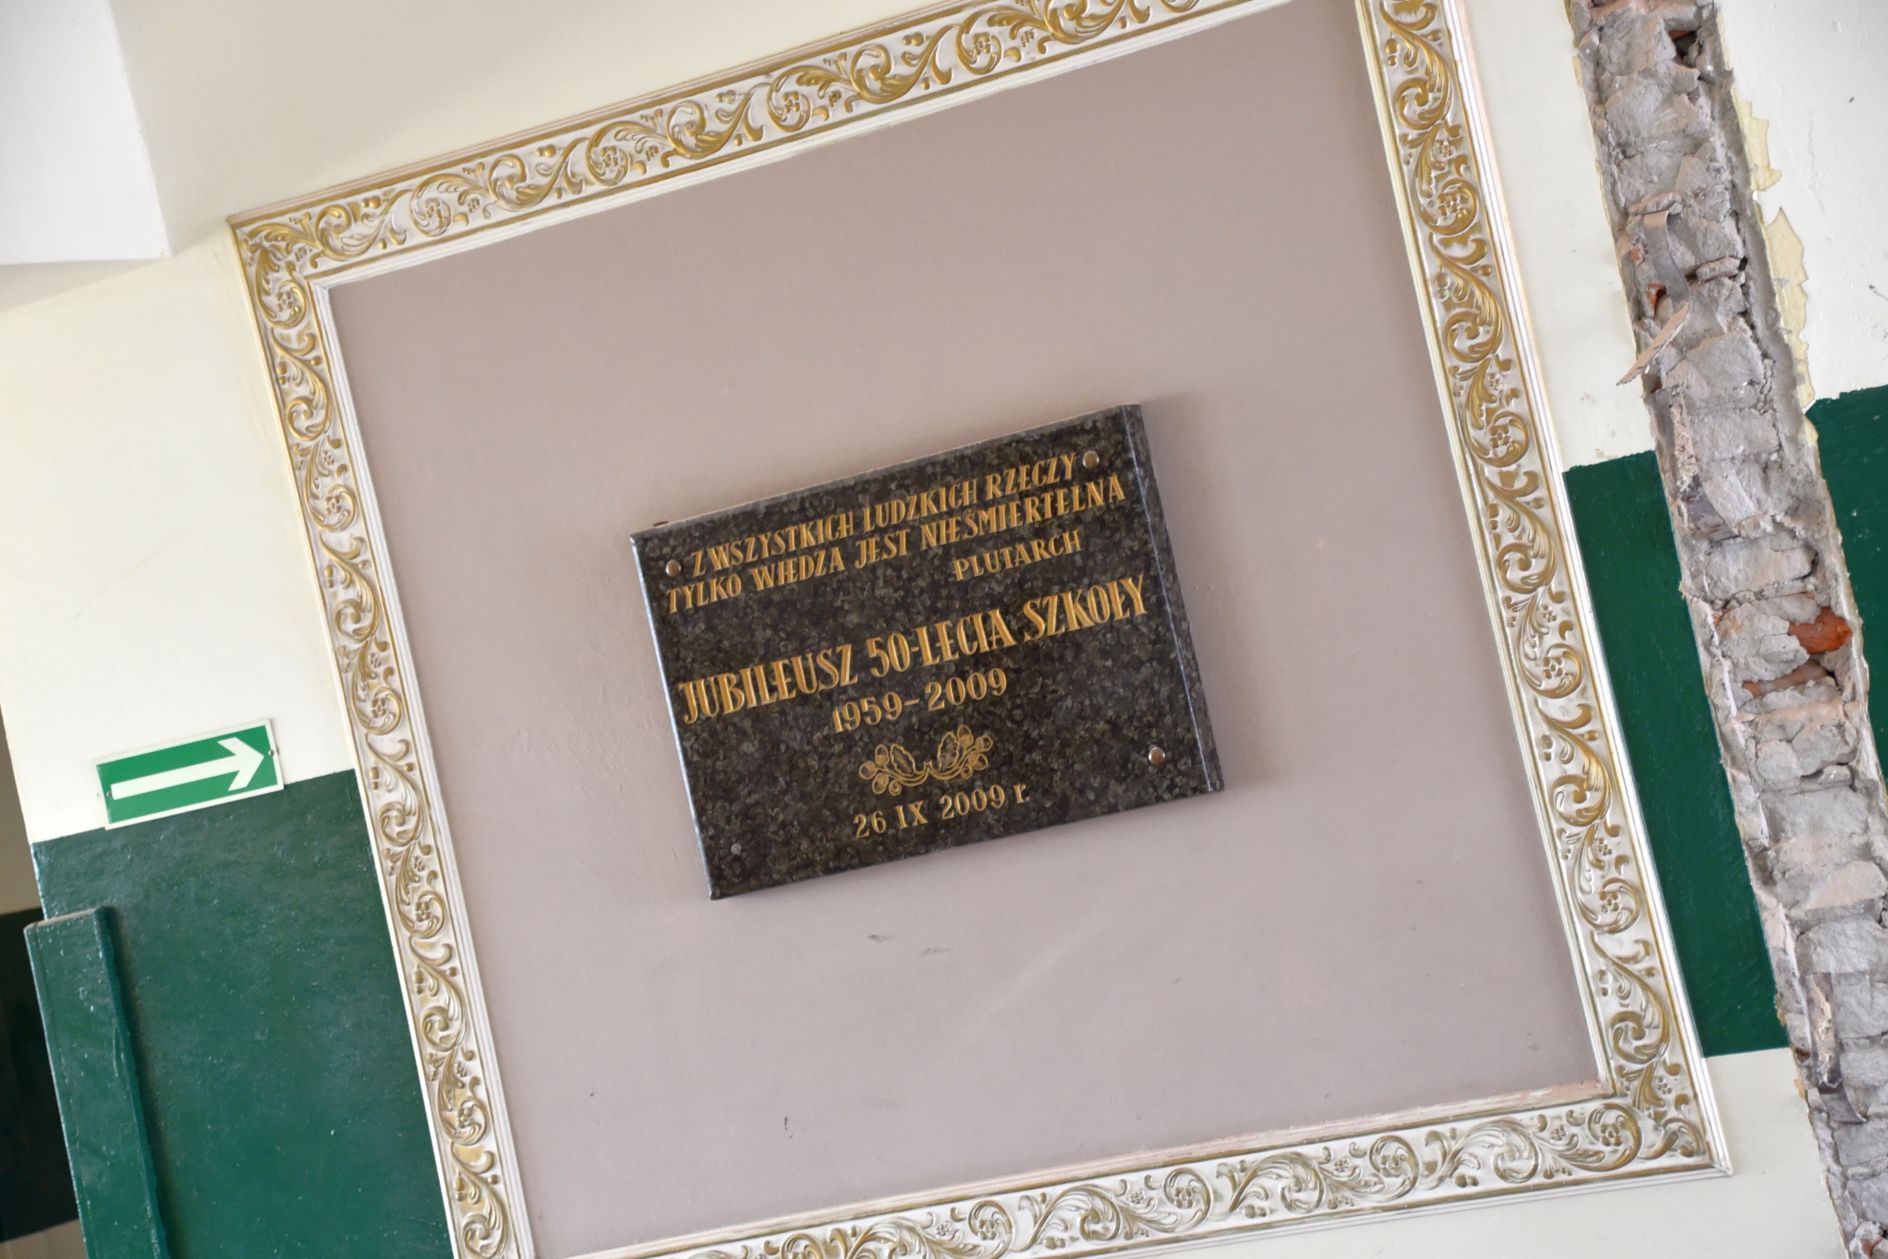 Z WSZYSTKICH LUDZKICH RZECZY
TYLKO WIEDZA JEST NIEŚMIERTELNA
PLUTARCH
JUBILEUSZ 50-LECIA SZKOŁY
1959-2009
26 IX 2009 r.